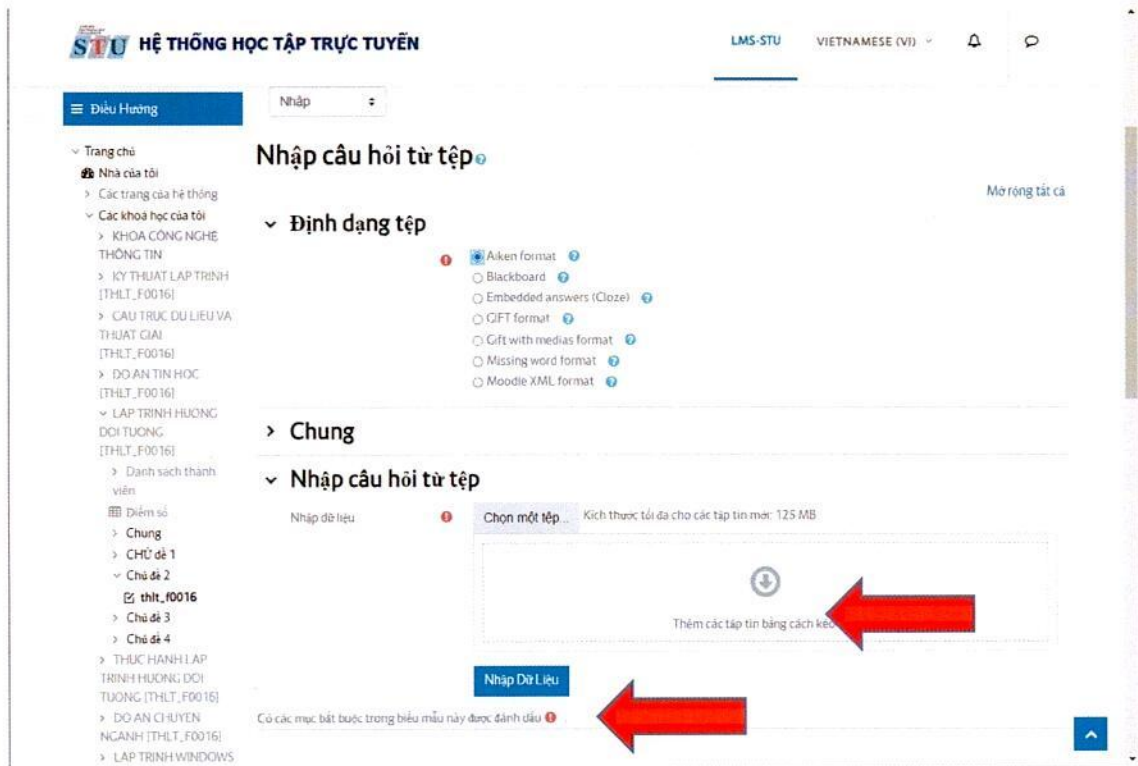 STU HỆ THỐNG HỌC TẬP TRỰC TUYẾN
LMS-STU
VIETNAMESE (VI)
Điều Hướng
Nhập
Trang chủ
Nhà của tôi
Các trang của hệ thống
Các khoá học của tôi
KHOA CÔNG NGHỆ
THÔNG TIN
KY THUAT LAP TRINH
[THLT_F0016]
CAU TRUC DU LIEU VA
THUAT GIAI
[THLT_F0016]
DO AN TIN HOC
[THLT_F0016]
LAP TRINH HUONG
DOI TUONG
[THLT_F0016]
Danh sách thành
viên
Điểm số
Chung
CHỦ đề 1
Chủ đề 2
thlt_f0016
Chủ đề 3
Chủ đề 4
THUC HANH LAP
TRINH HUONG DOI
TUONG [THLT_F0016]
DO AN CHUYEN
NGANH [THLT_F0016]
LAP TRINH WINDOWS
Nhập câu hỏi từ tệp
Mở rộng tất cả
Định dạng tệp
Aiken format
Blackboard
Embedded answers (Cloze)
GIFT format
Gift with medias format
Missing word format
Moodle XML format
Chung
Nhập câu hỏi từ tệp
Nhập dữ liệu
Chọn một tệp...
Kích thước tối đa cho các tập tin mới: 125 MB
Thêm các tập tin bằng cách kéo
Nhập Dữ Liệu
Có các mục bắt buộc trong biểu mẫu này được đánh dấu